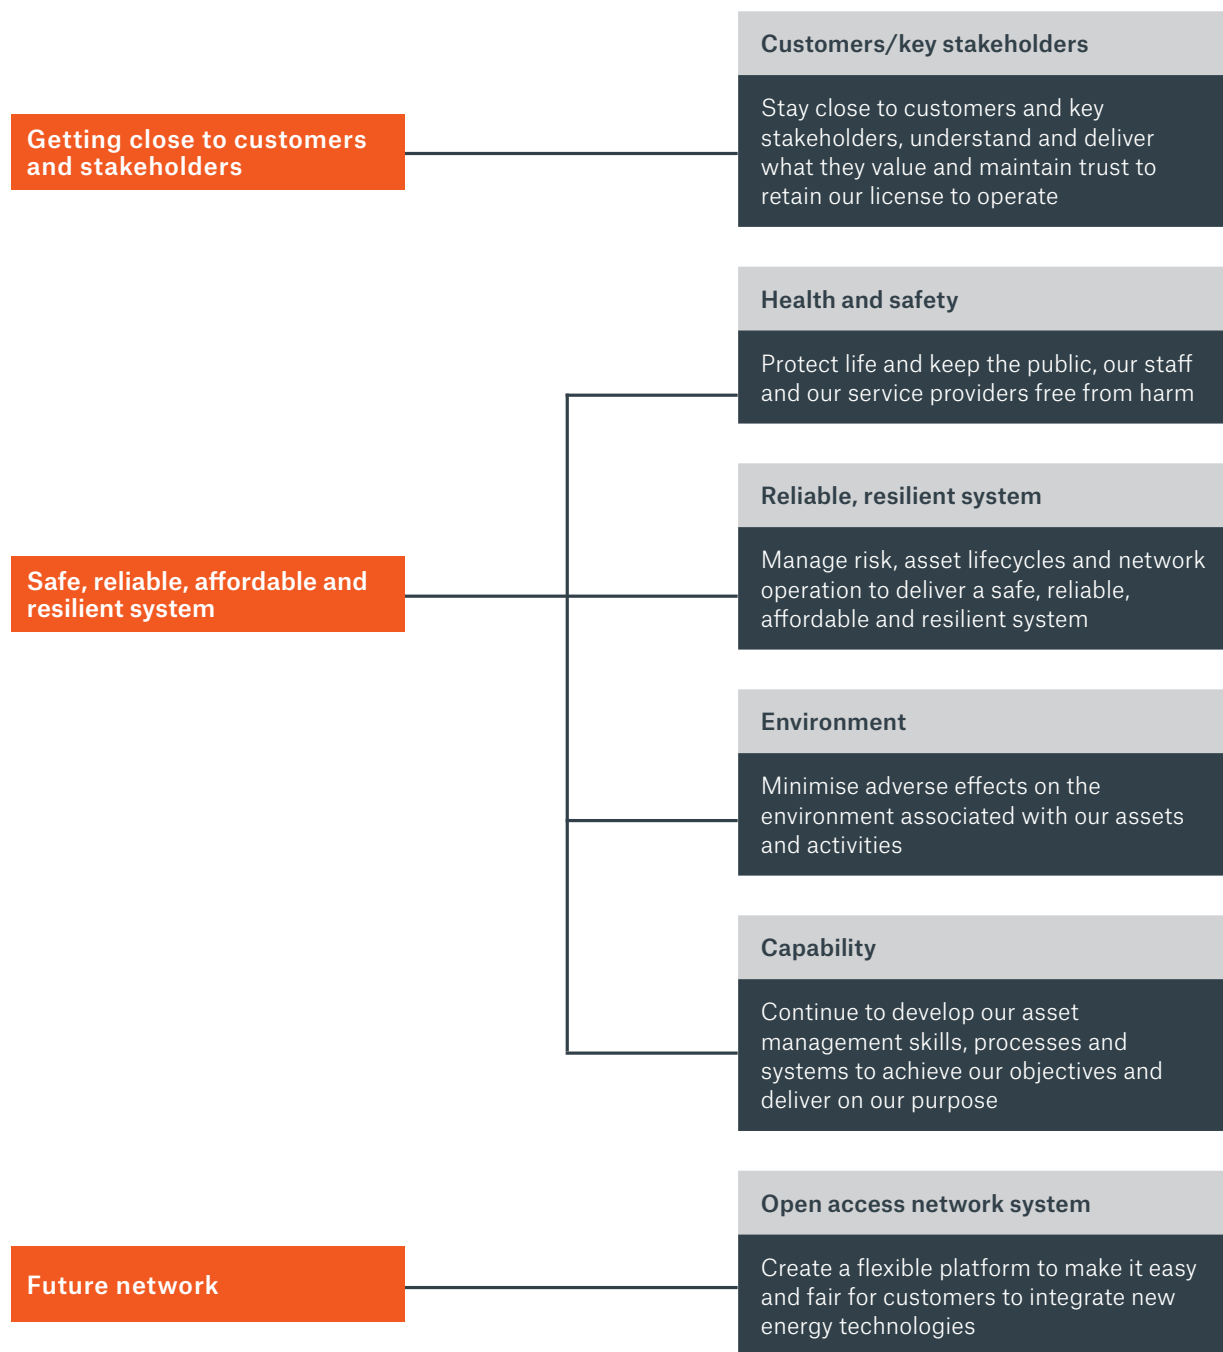 Customers/key stakeholders
Getting close to customers
and stakeholders
Stay close to customers and key
stakeholders, understand and deliver
what they value and maintain trust to
retain our license to operate
Health and safety
Protect life and keep the public, our staff
and our service providers free from harm
Reliable, resilient system
Safe, reliable, affordable and
resilient system
Manage risk, asset lifecycles and network
operation to deliver a safe, reliable,
affordable and resilient system
Environment
Minimise adverse effects on the
environment associated with our assets
and activities
Capability
Continue to develop our asset
management skills, processes and
systems to achieve our objectives and
deliver on our purpose
Open access network system
Future network
Create a flexible platform to make it easy
and fair for customers to integrate new
energy technologies